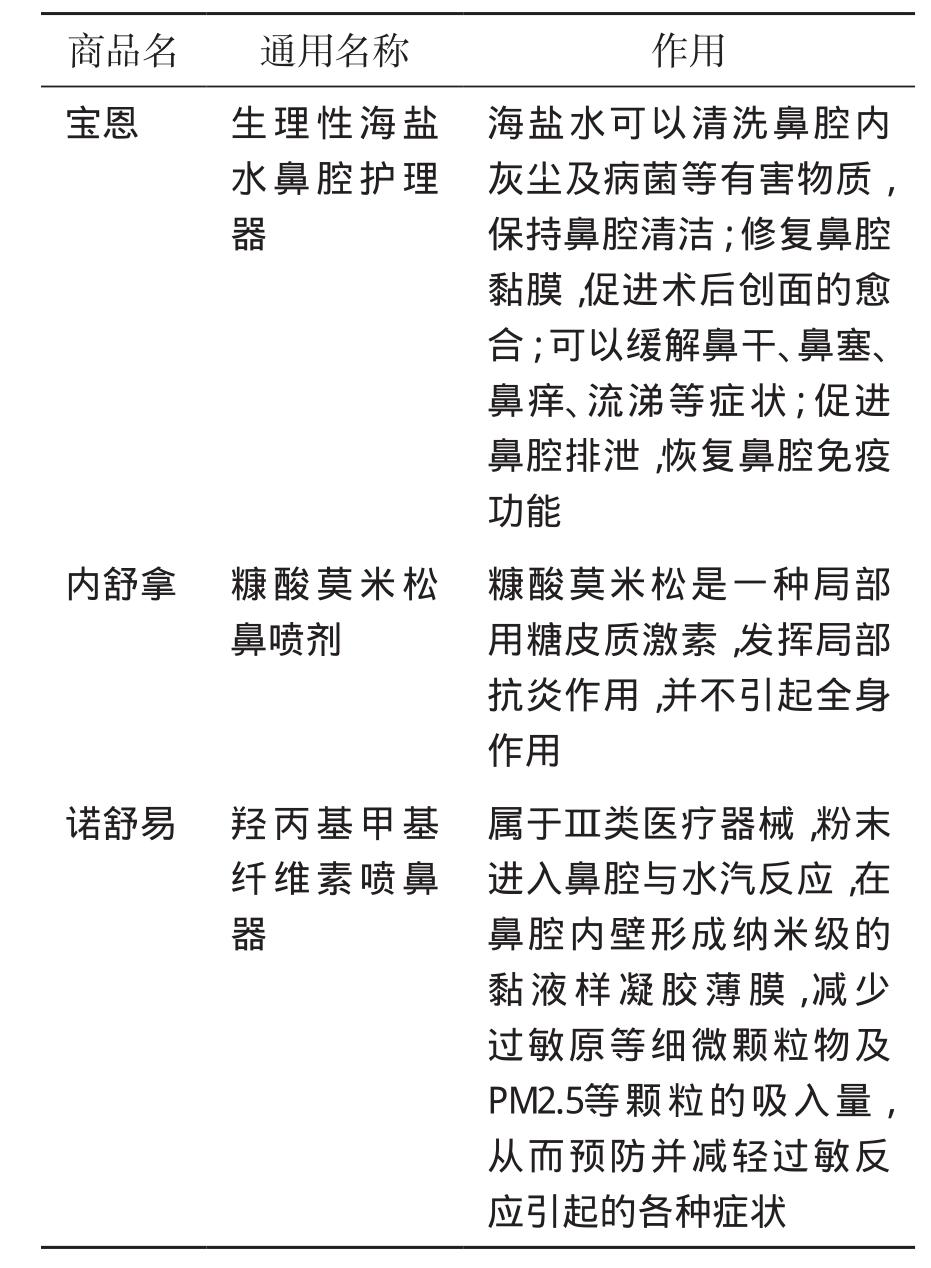 商品名 通用名称 作用
宝恩 生理性海盐 海盐水可以清洗鼻腔内
水鼻腔护理 灰尘及病菌等有害物质,
器 保持鼻腔清洁;修复鼻腔
黏膜,促进术后创面的愈
合;可以缓解鼻干、鼻塞、
鼻痒、流涕等症状;促进
鼻腔排泄,恢复鼻腔免疫
功能
内舒拿 糠酸莫米松 糠酸莫米松是一种局部
鼻喷剂 用糖皮质激素,发挥局部
抗炎作用,并不引起全身
作用
诺舒易 羟丙基甲基 属于Ⅲ类医疗器械,粉末
纤维素喷鼻 进入鼻腔与水汽反应,在
器 鼻腔内壁形成纳米级的
黏液样凝胶薄膜,减少
过敏原等细微颗粒物及
PM2.5等颗粒的吸入量,
从而预防并减轻过敏反
应引起的各种症状